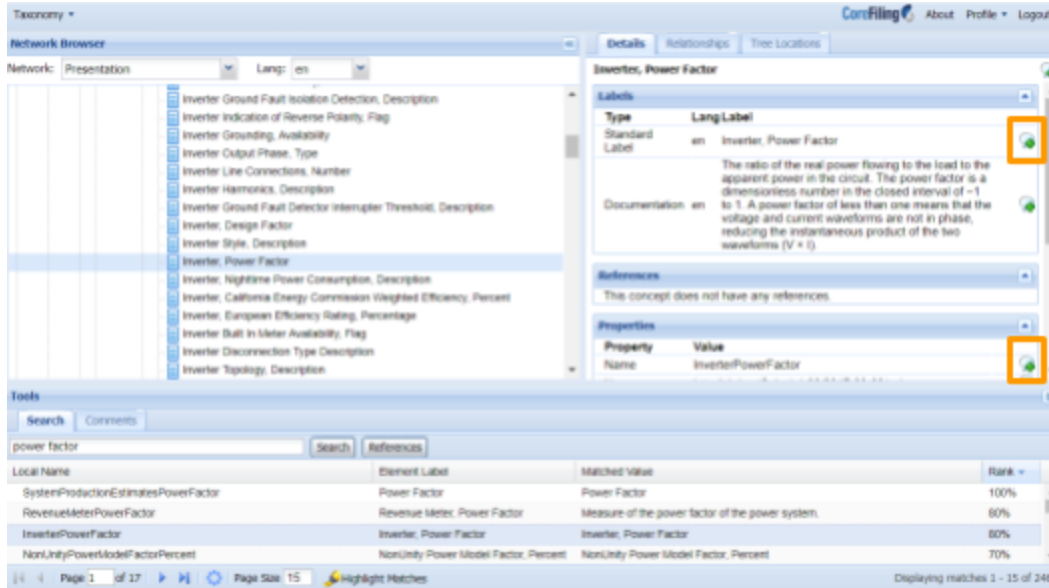 Taxonomy
CoreFiling About Profile Logout
Network Browser
Network: Presentation Lang: en
Inverter Ground Fault Isolation Detection, Description
Inverter Indication of Reverse Polarity, Flag
Inverter Grounding, Availability
Inverter Output Phase, Type
Inverter Line Connections, Number
Inverter Harmonics, Description
Inverter Ground Fault Detector Interrupter Threshold, Description
Inverter, Design Factor
Inverter Style, Description
Inverter, Power Factor
Inverter, Nighttime Power Consumption, Description
Inverter, California Energy Commission Weighted Efficiency, Percent
Inverter, European Efficiency Rating, Percentage
Inverter Built In Meter Availability, Flag
Inverter Disconnection Type Description
Inverter Topology, Description
Details Relationships Tree Locations
Inverter, Power Factor
Labels
Type Lang Label
Standard Label en Inverter, Power Factor
Documentation en The ratio of the real power flowing to the load to the
apparent power in the circuit. The power factor is a
dimensionless number in the closed interval of −1
to 1. A power factor of less than one means that the
voltage and current waveforms are not in phase,
reducing the instantaneous product of the two
waveforms (V × I).
References
This concept does not have any references.
Properties
Property Value
Name InverterPowerFactor
Tools
Search Comments
power factor Search References
Local Name Element Label Matched Value Rank
SystemProductionEstimatesPowerFactor Power Factor Power Factor 100%
RevenueMeterPowerFactor Revenue Meter, Power Factor Measure of the power factor of the power system. 80%
InverterPowerFactor Inverter, Power Factor Inverter, Power Factor 80%
NonUnityPowerModelFactorPercent NonUnity Power Model Factor, Percent NonUnity Power Model Factor, Percent 70%
Page 1 of 17 Page Size 15 Highlight Matches Displaying matches 1 - 15 of